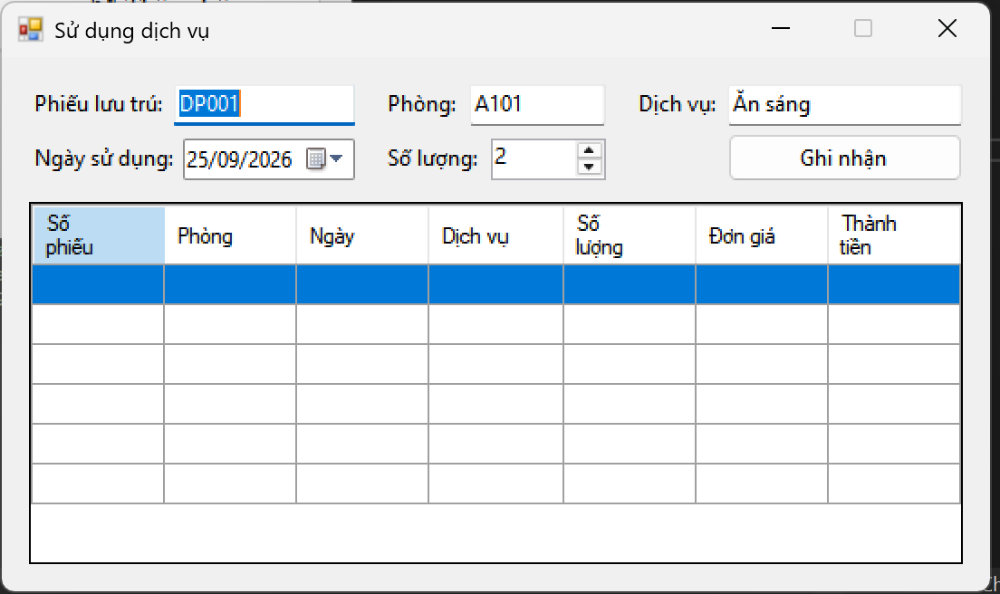 Sử dụng dịch vụ
Phiếu lưu trú: DP001 Phòng: A101 Dịch vụ: Ăn sáng
Ngày sử dụng: 25/09/2026 Số lượng: 2 Ghi nhận
Số phiếu Phòng Ngày Dịch vụ Số lượng Đơn giá Thành tiền